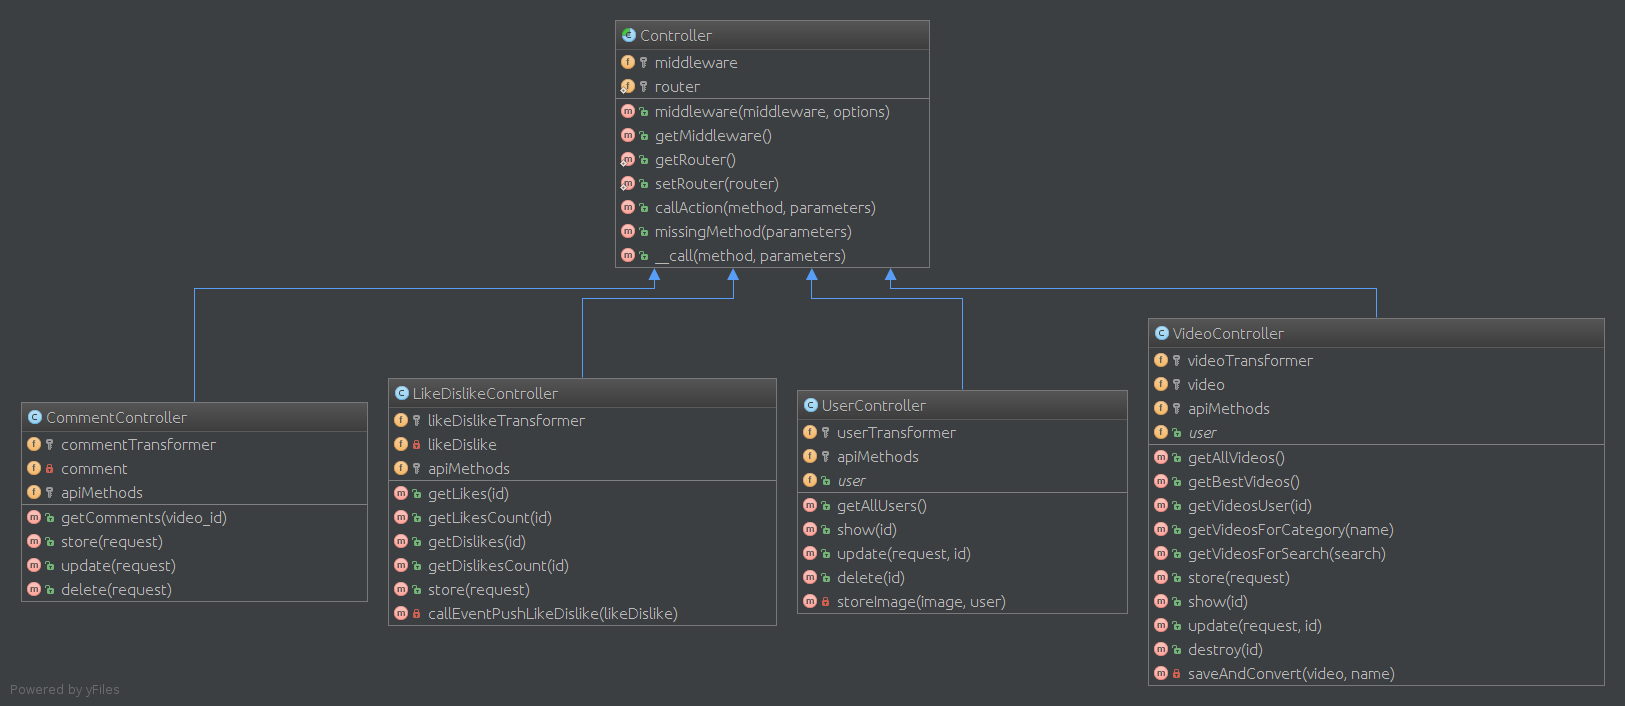 Controller
middleware
router
middleware(middleware, options)
getMiddleware()
getRouter()
setRouter(router)
callAction(method, parameters)
missingMethod(parameters)
__call(method, parameters)
CommentController
commentTransformer
comment
apiMethods
getComments(video_id)
store(request)
update(request)
delete(request)
LikeDislikeController
likeDislikeTransformer
likeDislike
apiMethods
getLikes(id)
getLikesCount(id)
getDislikes(id)
getDislikesCount(id)
store(request)
callEventPushLikeDislike(likeDislike)
UserController
userTransformer
apiMethods
user
getAllUsers()
show(id)
update(request, id)
delete(id)
storeImage(image, user)
VideoController
videoTransformer
video
apiMethods
user
getAllVideos()
getBestVideos()
getVideosUser(id)
getVideosForCategory(name)
getVideosForSearch(search)
store(request)
show(id)
update(request, id)
destroy(id)
saveAndConvert(video, name)
Powered by yFiles